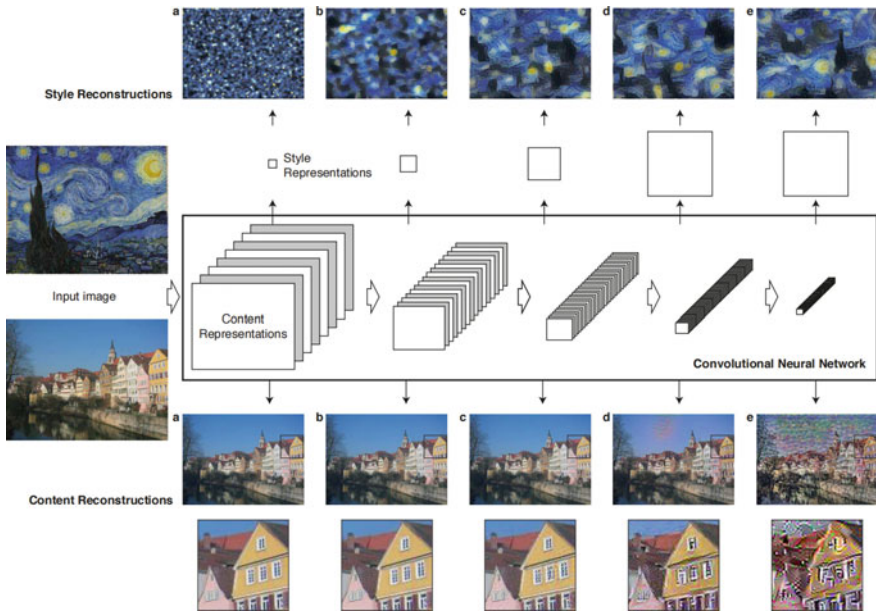 a
b
c
d
e
Style Reconstructions
Style
Representations
Input image
Content
Representations
Convolutional Neural Network
a
b
c
d
e
Content Reconstructions